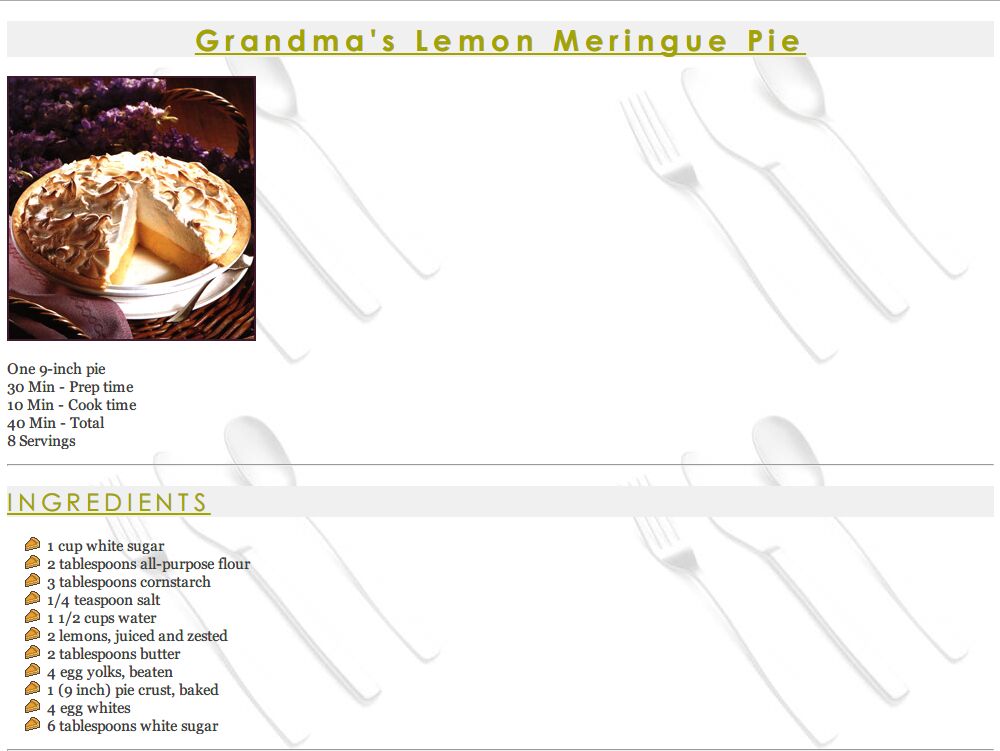 Grandma's Lemon Meringue Pie
One 9-inch pie
30 Min - Prep time
10 Min - Cook time
40 Min - Total
8 Servings
INGREDIENTS
1 cup white sugar
2 tablespoons all-purpose flour
3 tablespoons cornstarch
1/4 teaspoon salt
1 1/2 cups water
2 lemons, juiced and zested
2 tablespoons butter
4 egg yolks, beaten
1 (9 inch) pie crust, baked
4 egg whites
6 tablespoons white sugar